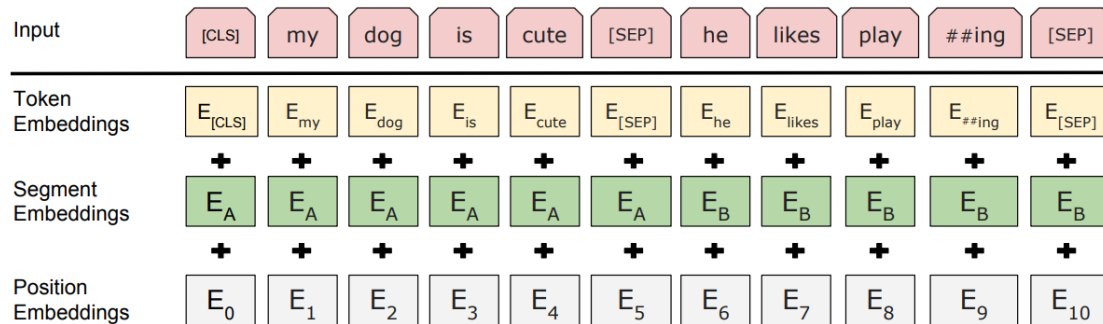 Input [CLS] my dog is cute [SEP] he likes play ##ing [SEP]
Token Embeddings E[CLS] Emy Edog Eis Ecute E[SEP] Ehe Elikes Eplay E##ing E[SEP]
+ + + + + + + + + + +
Segment Embeddings EA EA EA EA EA EA EB EB EB EB EB
+ + + + + + + + + + +
Position Embeddings E0 E1 E2 E3 E4 E5 E6 E7 E8 E9 E10